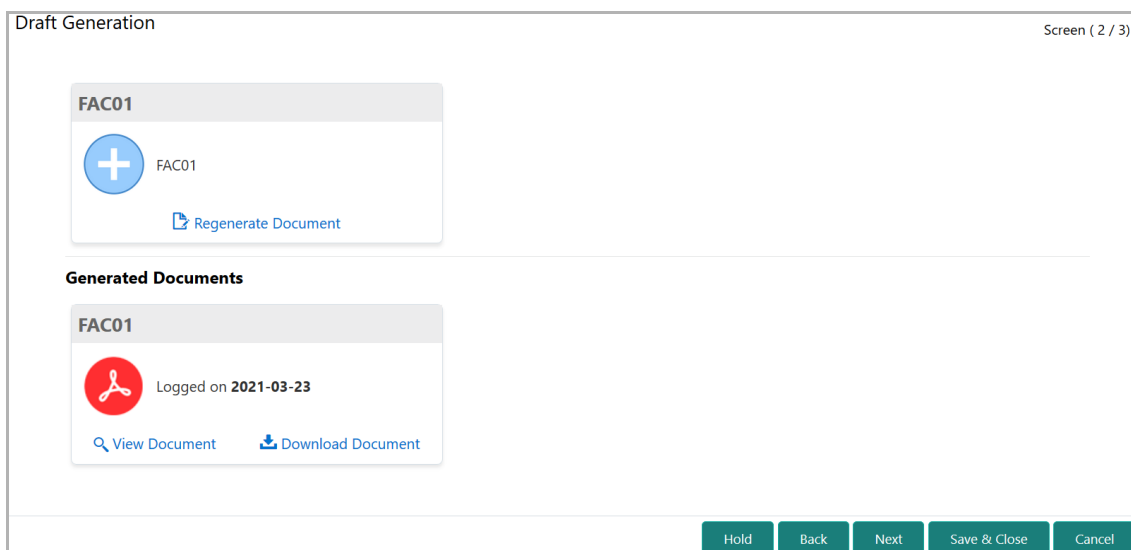 Draft Generation
Screen ( 2 / 3)
FAC01
FAC01
Regenerate Document
Generated Documents
FAC01
Logged on 2021-03-23
View Document Download Document
Hold Back Next Save & Close Cancel